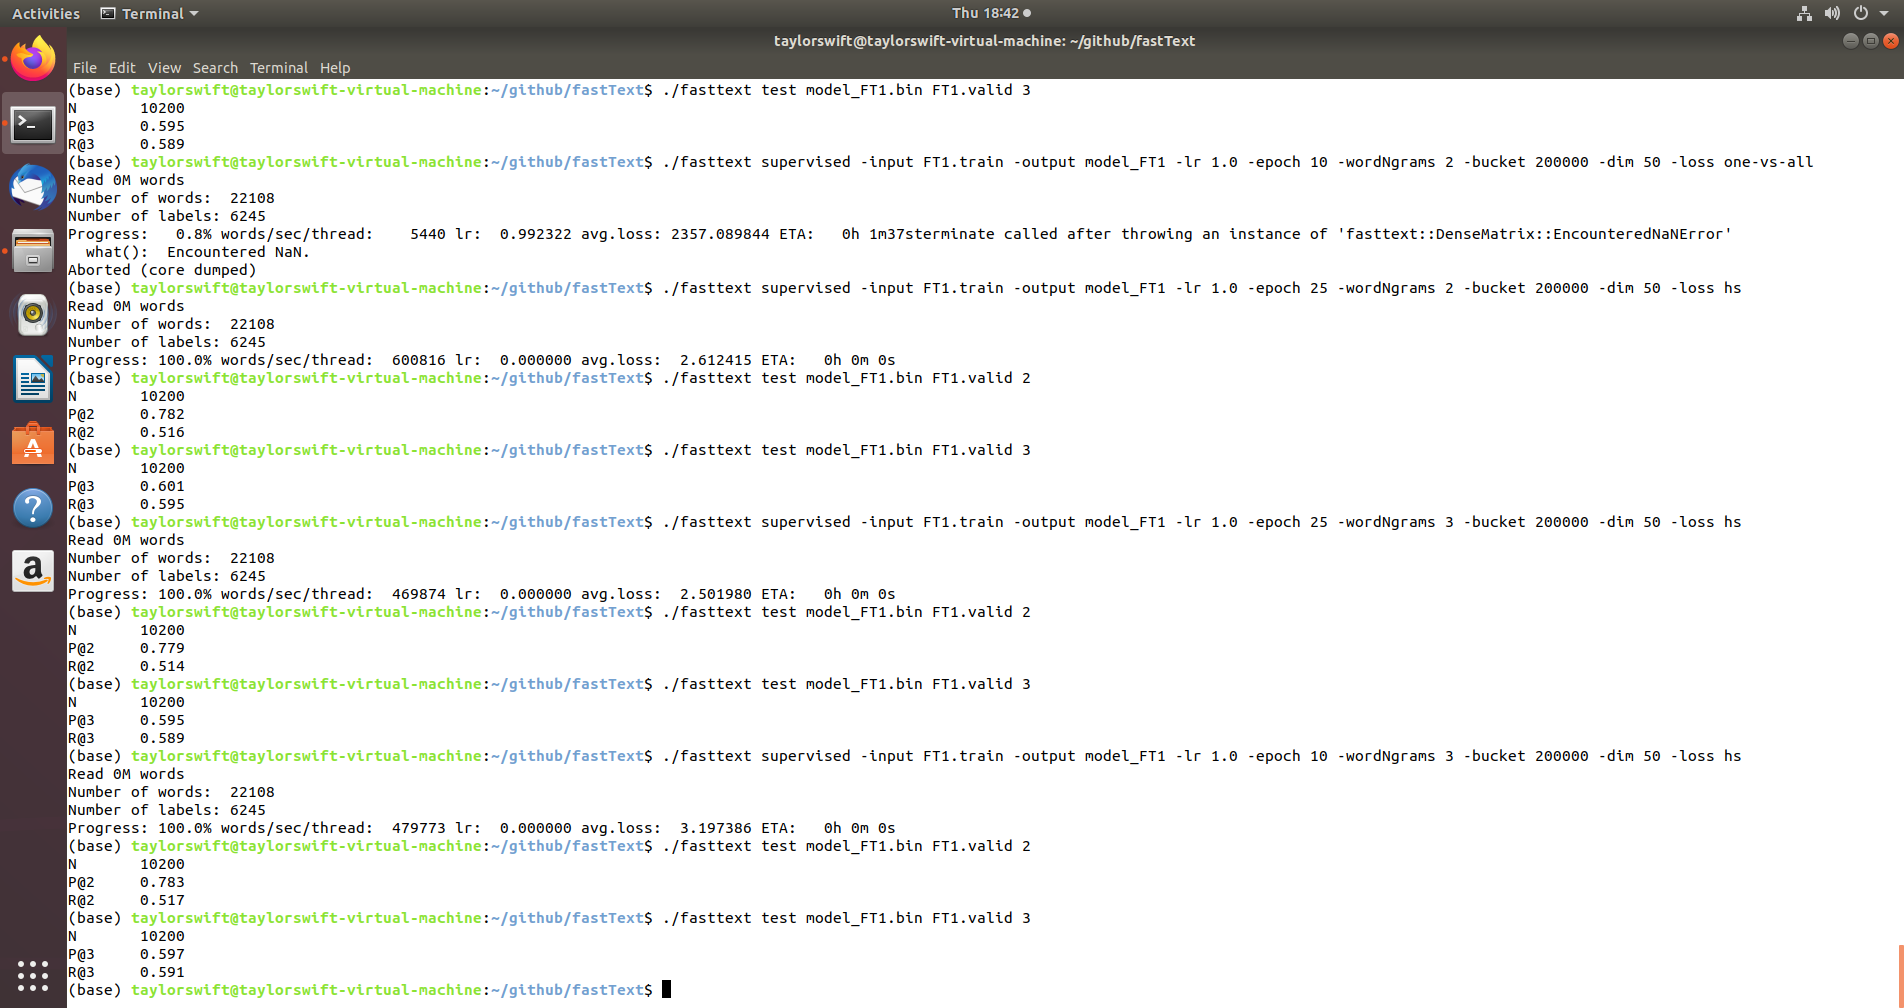 Activities Terminal Thu 18:42
taylorswift@taylorswift-virtual-machine: ~/github/fastText
File Edit View Search Terminal Help
(base) taylorswift@taylorswift-virtual-machine:~/github/fastText$ ./fasttext test model_FT1.bin FT1.valid 3
N 10200
P@3 0.595
R@3 0.589
(base) taylorswift@taylorswift-virtual-machine:~/github/fastText$ ./fasttext supervised -input FT1.train -output model_FT1 -lr 1.0 -epoch 10 -wordNgrams 2 -bucket 200000 -dim 50 -loss one-vs-all
Read 0M words
Number of words: 22108
Number of labels: 6245
Progress: 0.8% words/sec/thread: 5440 lr: 0.992322 avg.loss: 2357.089844 ETA: 0h 1m37sterminate called after throwing an instance of 'fasttext::DenseMatrix::EncounteredNaNError'
what(): Encountered NaN.
Aborted (core dumped)
(base) taylorswift@taylorswift-virtual-machine:~/github/fastText$ ./fasttext supervised -input FT1.train -output model_FT1 -lr 1.0 -epoch 25 -wordNgrams 2 -bucket 200000 -dim 50 -loss hs
Read 0M words
Number of words: 22108
Number of labels: 6245
Progress: 100.0% words/sec/thread: 600816 lr: 0.000000 avg.loss: 2.612415 ETA: 0h 0m 0s
(base) taylorswift@taylorswift-virtual-machine:~/github/fastText$ ./fasttext test model_FT1.bin FT1.valid 2
N 10200
P@2 0.782
R@2 0.516
(base) taylorswift@taylorswift-virtual-machine:~/github/fastText$ ./fasttext test model_FT1.bin FT1.valid 3
N 10200
P@3 0.601
R@3 0.595
(base) taylorswift@taylorswift-virtual-machine:~/github/fastText$ ./fasttext supervised -input FT1.train -output model_FT1 -lr 1.0 -epoch 25 -wordNgrams 3 -bucket 200000 -dim 50 -loss hs
Read 0M words
Number of words: 22108
Number of labels: 6245
Progress: 100.0% words/sec/thread: 469874 lr: 0.000000 avg.loss: 2.501980 ETA: 0h 0m 0s
(base) taylorswift@taylorswift-virtual-machine:~/github/fastText$ ./fasttext test model_FT1.bin FT1.valid 2
N 10200
P@2 0.779
R@2 0.514
(base) taylorswift@taylorswift-virtual-machine:~/github/fastText$ ./fasttext test model_FT1.bin FT1.valid 3
N 10200
P@3 0.595
R@3 0.589
(base) taylorswift@taylorswift-virtual-machine:~/github/fastText$ ./fasttext supervised -input FT1.train -output model_FT1 -lr 1.0 -epoch 10 -wordNgrams 3 -bucket 200000 -dim 50 -loss hs
Read 0M words
Number of words: 22108
Number of labels: 6245
Progress: 100.0% words/sec/thread: 479773 lr: 0.000000 avg.loss: 3.197386 ETA: 0h 0m 0s
(base) taylorswift@taylorswift-virtual-machine:~/github/fastText$ ./fasttext test model_FT1.bin FT1.valid 2
N 10200
P@2 0.783
R@2 0.517
(base) taylorswift@taylorswift-virtual-machine:~/github/fastText$ ./fasttext test model_FT1.bin FT1.valid 3
N 10200
P@3 0.597
R@3 0.591
(base) taylorswift@taylorswift-virtual-machine:~/github/fastText$